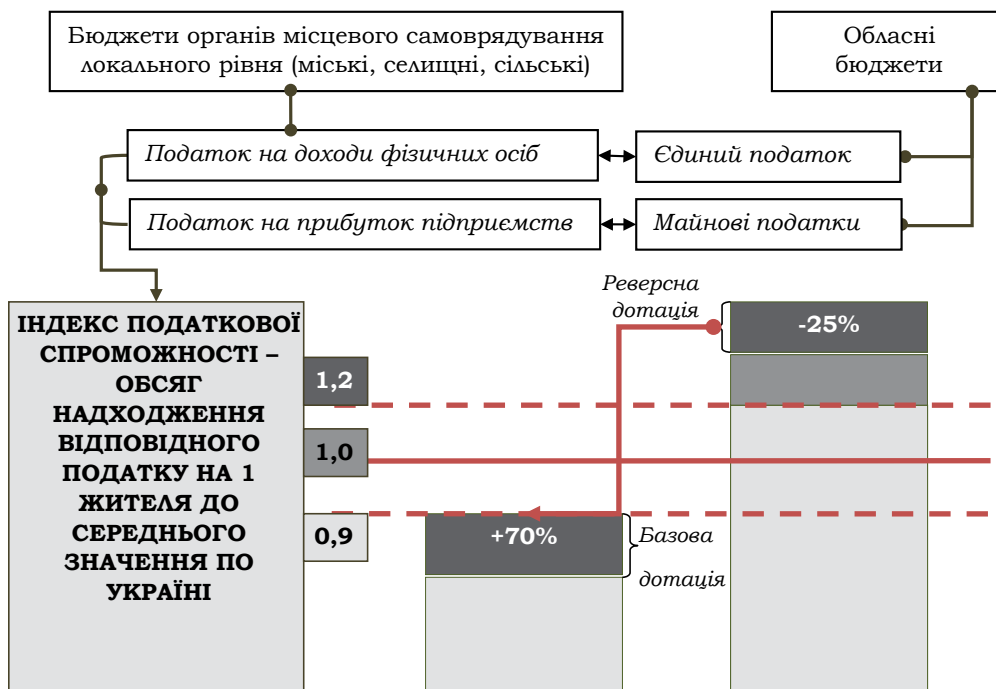 Бюджети органів місцевого самоврядування
локального рівня (міські, селищні, сільські)
Обласні
бюджети
Податок на доходи фізичних осіб
Єдиний податок
Податок на прибуток підприємств
Майнові податки
ІНДЕКС ПОДАТКОВОЇ
СПРОМОЖНОСТІ –
ОБСЯГ
НАДХОДЖЕННЯ
ВІДПОВІДНОГО
ПОДАТКУ НА 1
ЖИТЕЛЯ ДО
СЕРЕДНЬОГО
ЗНАЧЕННЯ ПО
УКРАЇНІ
1,2
1,0
0,9
Реверсна
дотація
-25%
+70%
Базова
дотація